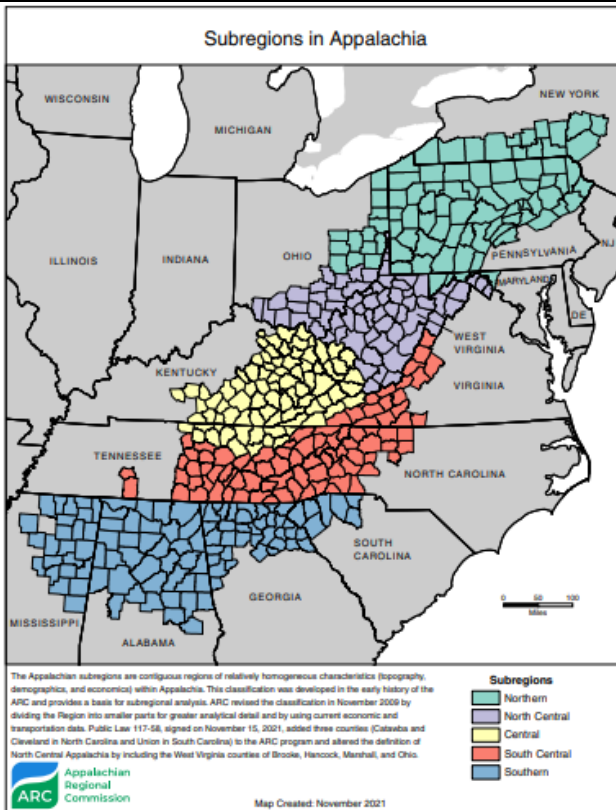 Subregions in Appalachia
WISCONSIN
NEW YORK
MICHIGAN
PENNSYLVANIA
NJ
OHIO
ILLINOIS
INDIANA
MARYLAND
DE
WEST
VIRGINIA
KENTUCKY
VIRGINIA
TENNESSEE
NORTH CAROLINA
SOUTH
CAROLINA
GEORGIA
MISSISSIPPI
ALABAMA
0 50 100
Miles
The Appalachian subregions are contiguous regions of relatively homogeneous characteristics (topography,
demographics, and economics) within Appalachia. This classification was developed in the early history of the
ARC and provides a basis for subregional analysis. ARC revised the classification in November 2009 by
dividing the Region into smaller parts for greater analytical detail and by using current economic and
transportation data. Public Law 117-58, signed on November 15, 2021, added three counties (Catawba and
Cleveland in North Carolina and Union in South Carolina) to the ARC program and altered the definition of
North Central Appalachia by including the West Virginia counties of Brooke, Hancock, Marshall, and Ohio.
Subregions
Northern
North Central
Central
South Central
Southern
ARC
Appalachian
Regional
Commission
Map Created: November 2021